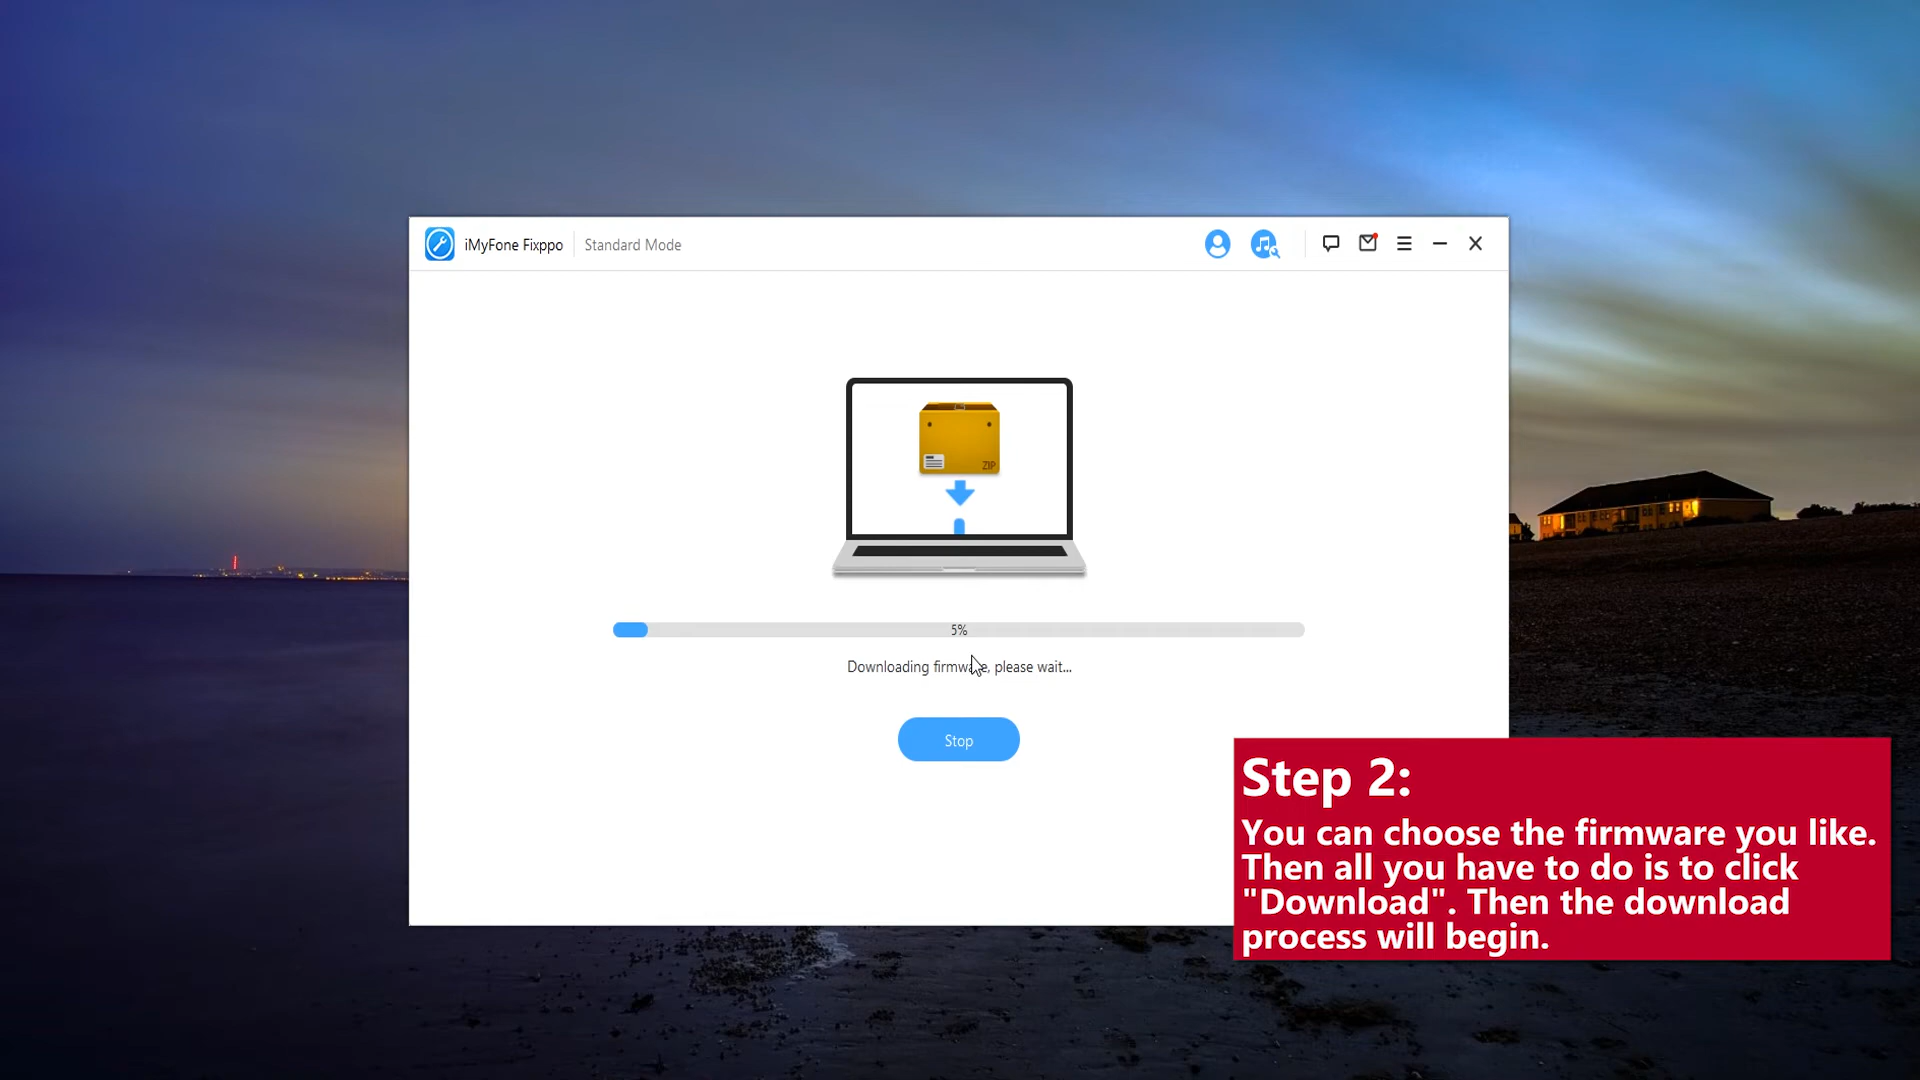 iMyFone Fixppo
Standard Mode
ZIP
5%
Downloading firmware, please wait...
Stop
Step 2:
You can choose the firmware you like.
Then all you have to do is to click
"Download". Then the download
process will begin.